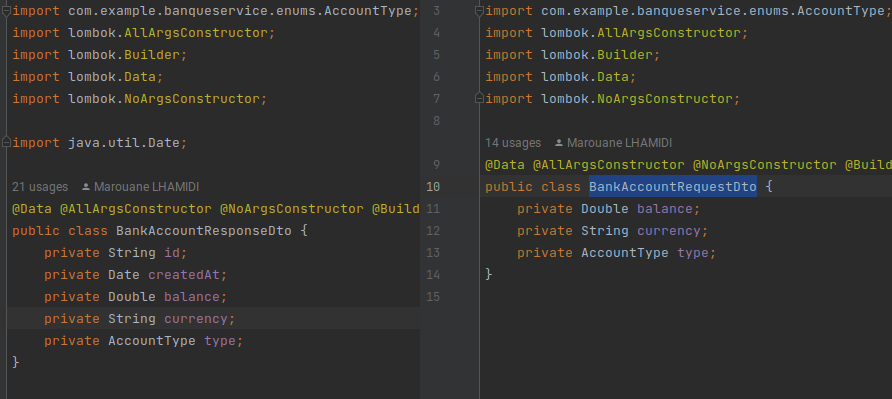 import com.example.banqueservice.enums.AccountType;
import lombok.AllArgsConstructor;
import lombok.Builder;
import lombok.Data;
import lombok.NoArgsConstructor;
import java.util.Date;
21 usages Marouane LHAMIDI
@Data @AllArgsConstructor @NoArgsConstructor @Build
public class BankAccountResponseDto {
private String id;
private Date createdAt;
private Double balance;
private String currency;
private AccountType type;
}
3 import com.example.banqueservice.enums.AccountType;
4 import lombok.AllArgsConstructor;
5 import lombok.Builder;
6 import lombok.Data;
7 import lombok.NoArgsConstructor;
8
14 usages Marouane LHAMIDI
9 @Data @AllArgsConstructor @NoArgsConstructor @Build
10 public class BankAccountRequestDto {
11 private Double balance;
12 private String currency;
13 private AccountType type;
14 }
15